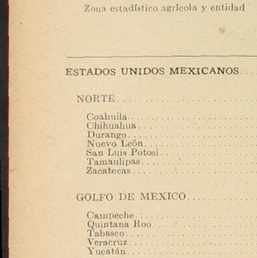 Zona estadístico agrícola y entidad
ESTADOS UNIDOS MEXICANOS...
NORTE....................
Coahuila....................
Chihuahua....................
Durango....................
Nuevo León....................
San Luis Potosí....................
Tamaulipas....................
Zacatecas....................
GOLFO DE MEXICO..........
Campeche....................
Quintana Roo....................
Tabasco....................
Veracruz....................
Yucatán....................